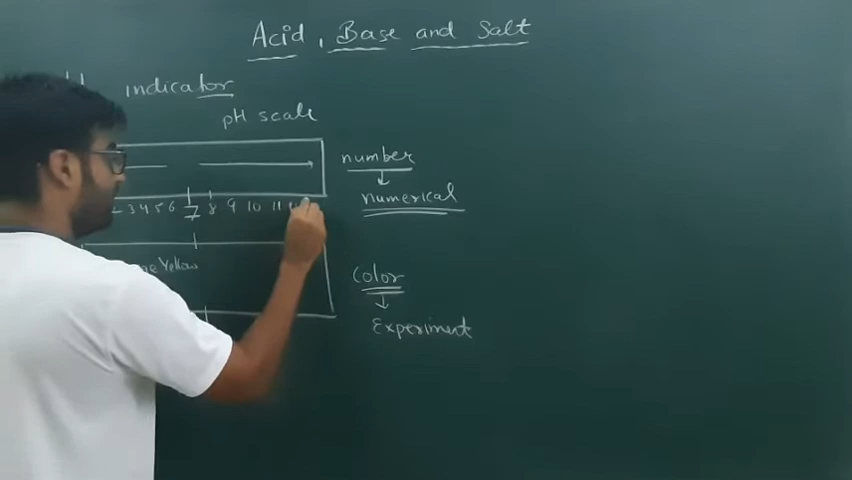 Acid, Base and Salt
indicator
pH scale
number
numerical
3 4 5 6 7 8 9 10 11
Yellow
Color
Experiment